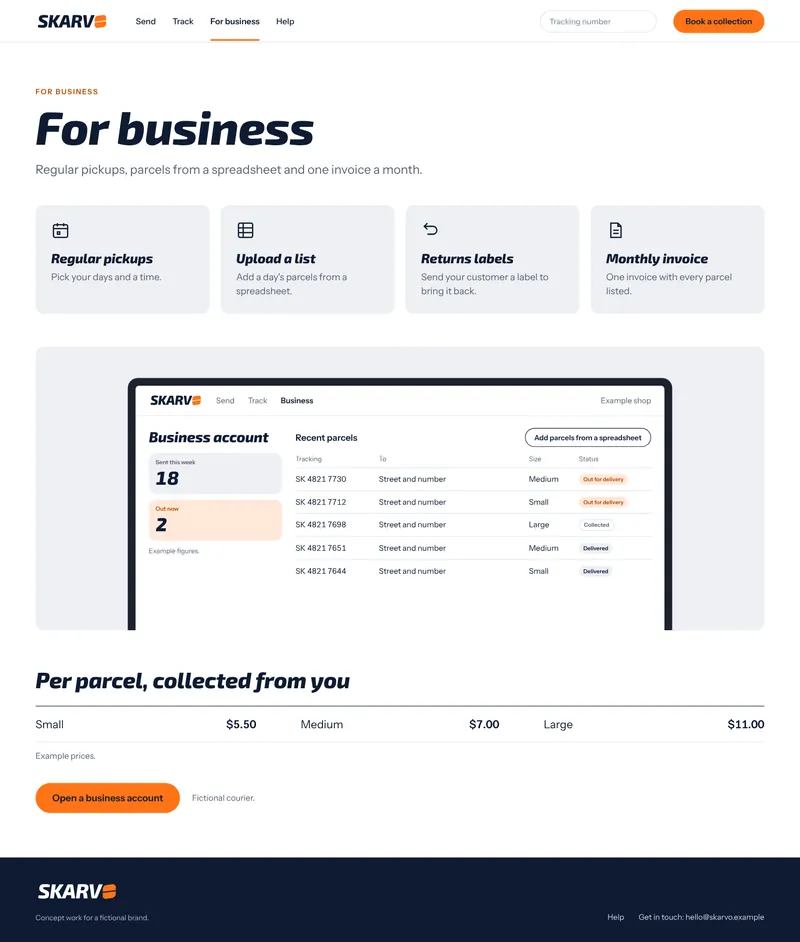 SKARVO
Send Track For business Help
Tracking number
Book a collection
FOR BUSINESS
For business
Regular pickups, parcels from a spreadsheet and one invoice a month.
Regular pickups
Pick your days and a time.
Upload a list
Add a day's parcels from a
spreadsheet.
Returns labels
Send your customer a label to
bring it back.
Monthly invoice
One invoice with every parcel
listed.
SKARVO
Send Track Business
Example shop
Business account
Sent this week
18
Out now
2
Example figures.
Recent parcels
Add parcels from a spreadsheet
Tracking To Size Status
SK 4821 7730 Street and number Medium Out for delivery
SK 4821 7712 Street and number Small Out for delivery
SK 4821 7698 Street and number Large Collected
SK 4821 7651 Street and number Medium Delivered
SK 4821 7644 Street and number Small Delivered
Per parcel, collected from you
Small $5.50 Medium $7.00 Large $11.00
Example prices.
Open a business account
Fictional courier.
SKARVO
Concept work for a fictional brand.
Help Get in touch: hello@skarvo.example